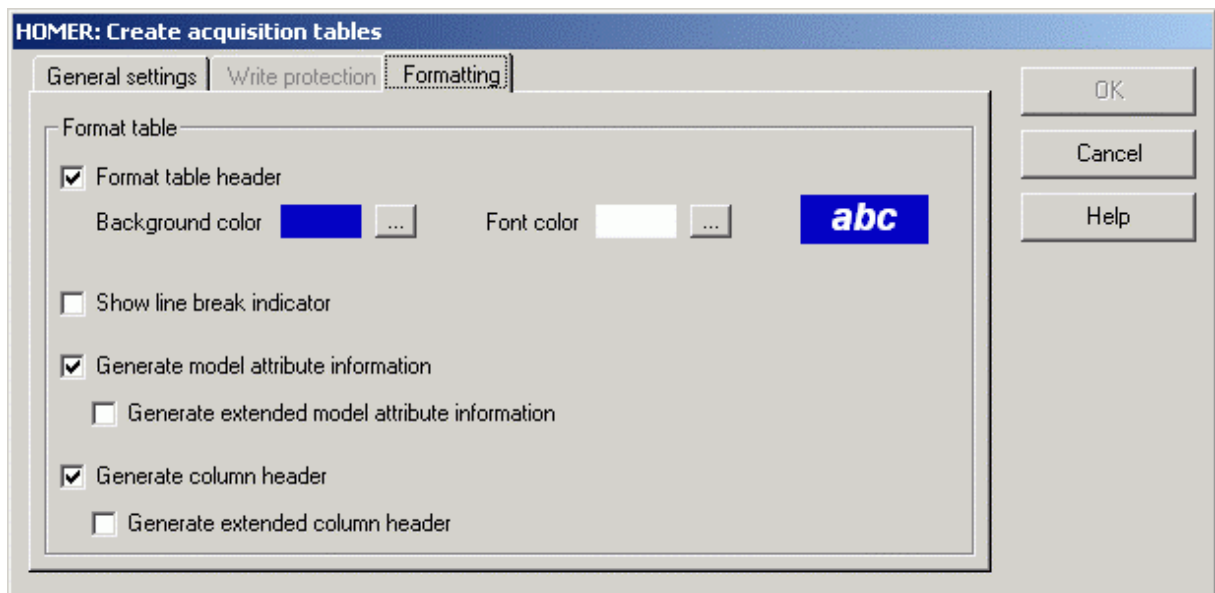 HOMER: Create acquisition tables
General settings Write protection Formatting
OK
Cancel
Help
Format table
Format table header
Background color ... Font color ... abc
Show line break indicator
Generate model attribute information
Generate extended model attribute information
Generate column header
Generate extended column header